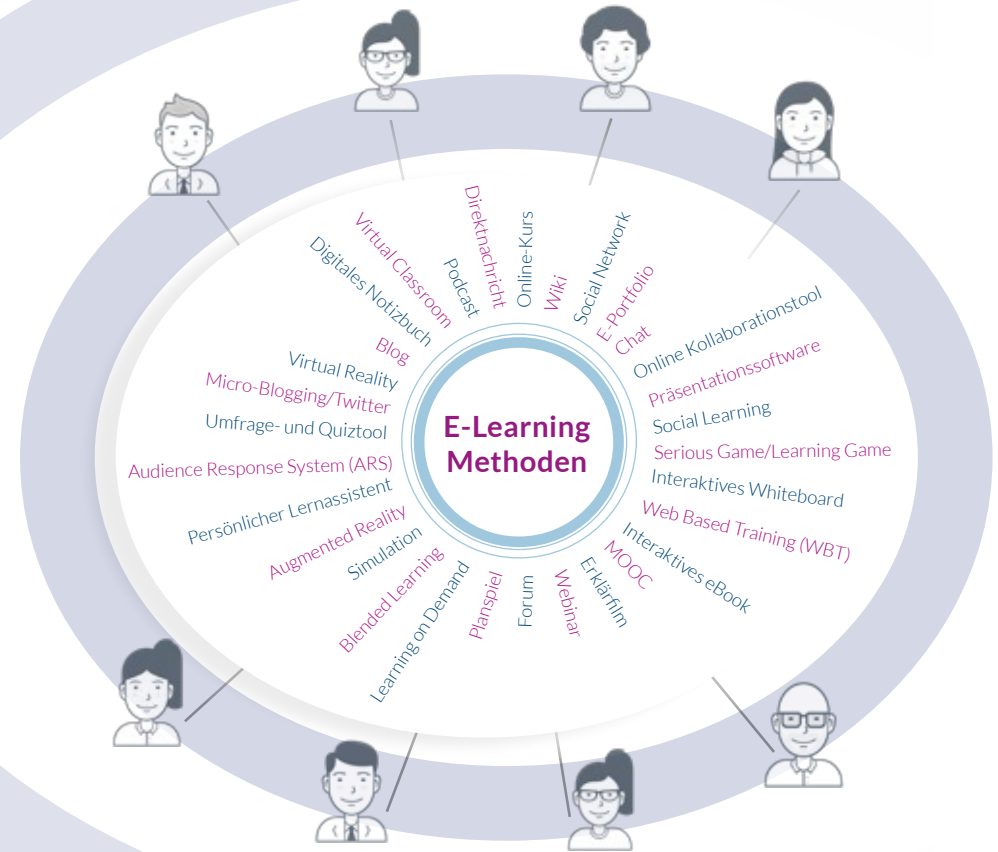 E-Learning
Methoden
Online-Kurs
Wiki
Social Network
E-Portfolio
Chat
Online Kollaborationstool
Präsentationssoftware
Social Learning
Serious Game/Learning Game
Interaktives Whiteboard
Web Based Training (WBT)
Interaktives eBook
MOOC
Erklärfilm
Webinar
Forum
Planspiel
Learning on Demand
Blended Learning
Simulation
Augmented Reality
Persönlicher Lernassistent
Audience Response System (ARS)
Umfrage- und Quiztool
Micro-Blogging/Twitter
Virtual Reality
Blog
Digitales Notizbuch
Virtual Classroom
Podcast
Direktnachricht